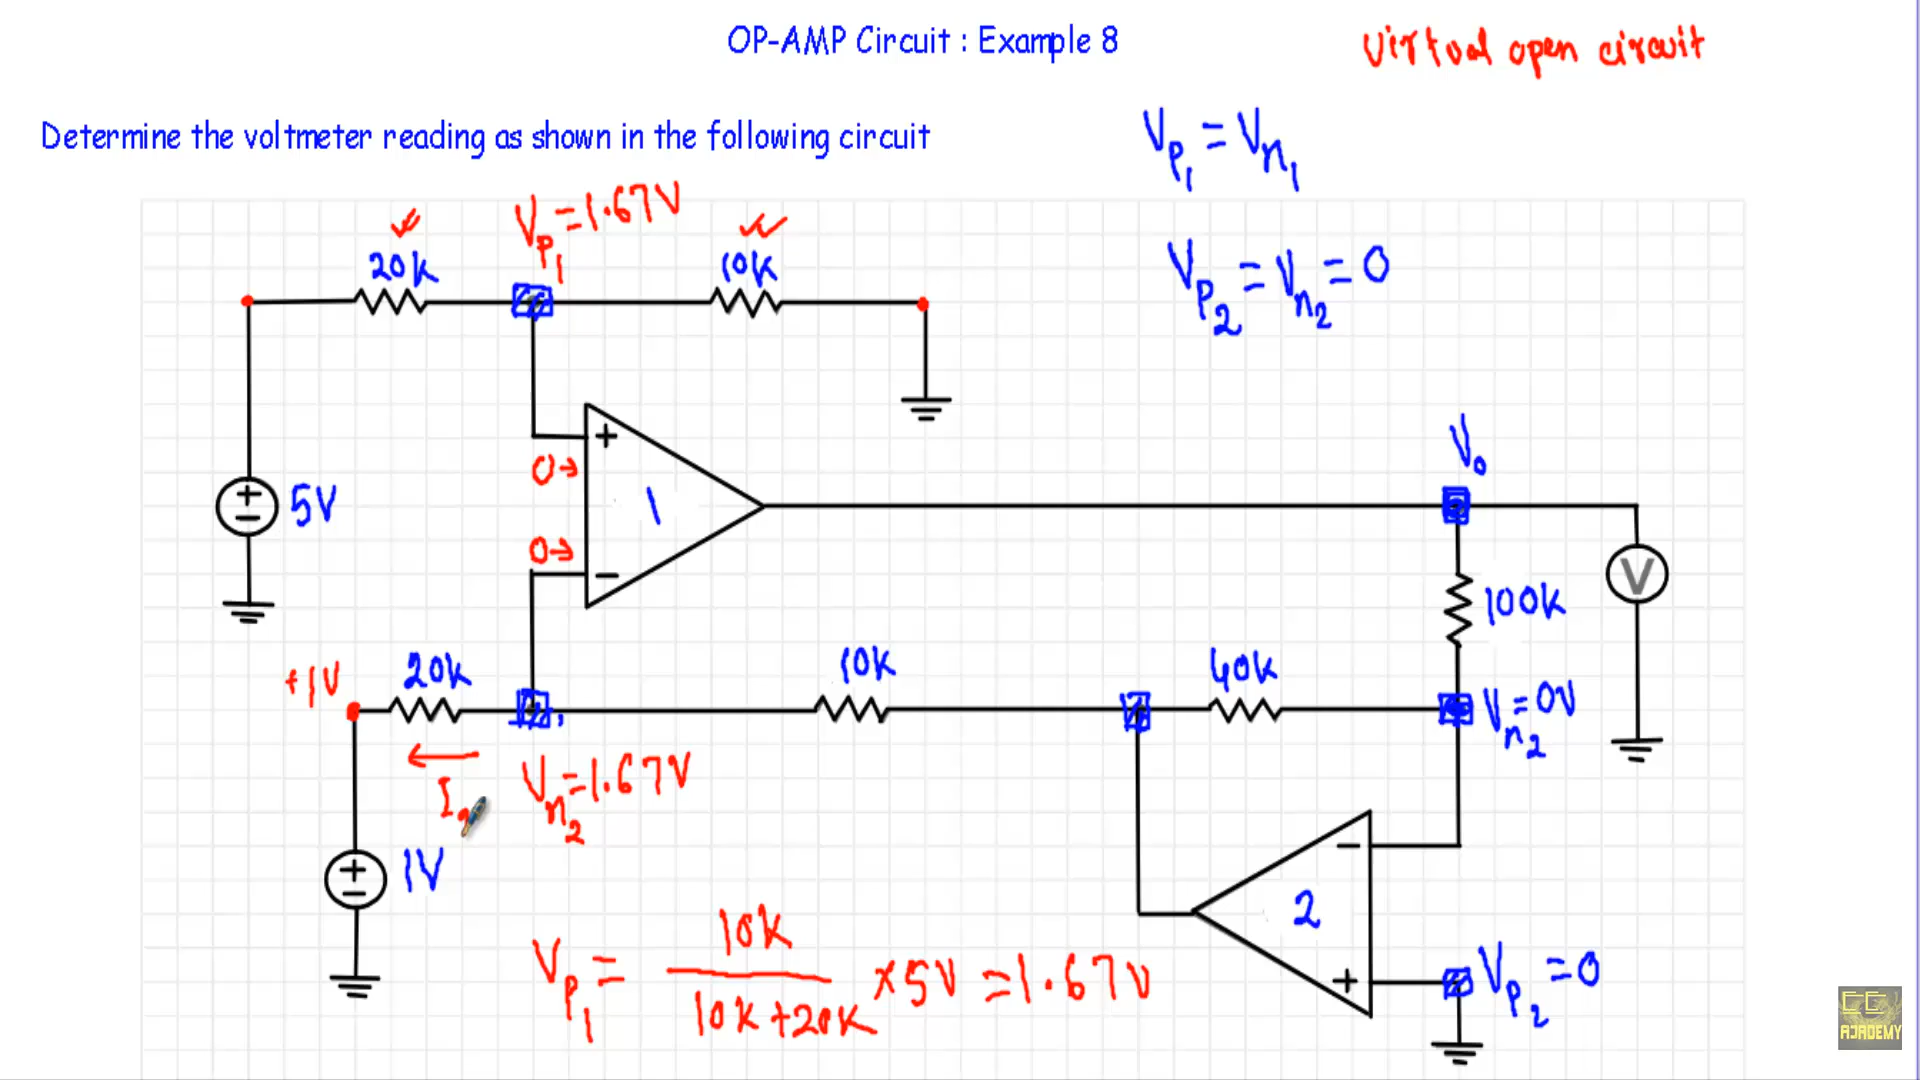 OP-AMP Circuit : Example 8
Virtual open circuit
Determine the voltmeter reading as shown in the following circuit
Vp1 = Vn1
Vp1 = 1.67V
20k
10k
Vp2 = Vn2 = 0
+
0→
1
5V
+
−
0→
−
Vo
V
100k
+1V
20k
10k
40k
Vn2 = 0V
Vn2 = 1.67V
1V
+
−
−
2
+
Vp1 = 10k / 10k+20k × 5V = 1.67V
Vp2 = 0
EE
AJADEMY